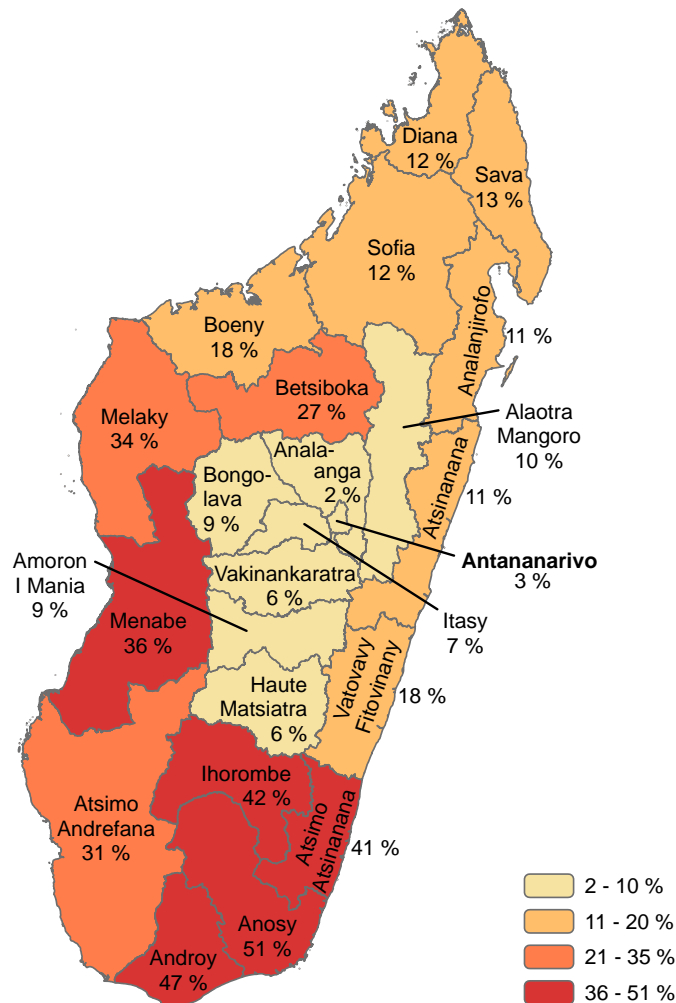 Diana
12 %
Sava
13 %
Sofia
12 %
Analanjirofo
11 %
Boeny
18 %
Betsiboka
27 %
Melaky
34 %
Alaotra
Mangoro
10 %
Anala-
anga
2 %
Bongo-
lava
9 %
Atsinanana
11 %
Antananarivo
3 %
Amoron
I Mania
9 %
Vakinankaratra
6 %
Itasy
7 %
Menabe
36 %
Haute
Matsiatra
6 %
Vatovavy
Fitovinany
18 %
Ihorombe
42 %
Atsimo
Andrefana
31 %
Atsimo
Atsinanana
41 %
Anosy
51 %
Androy
47 %
2 - 10 %
11 - 20 %
21 - 35 %
36 - 51 %